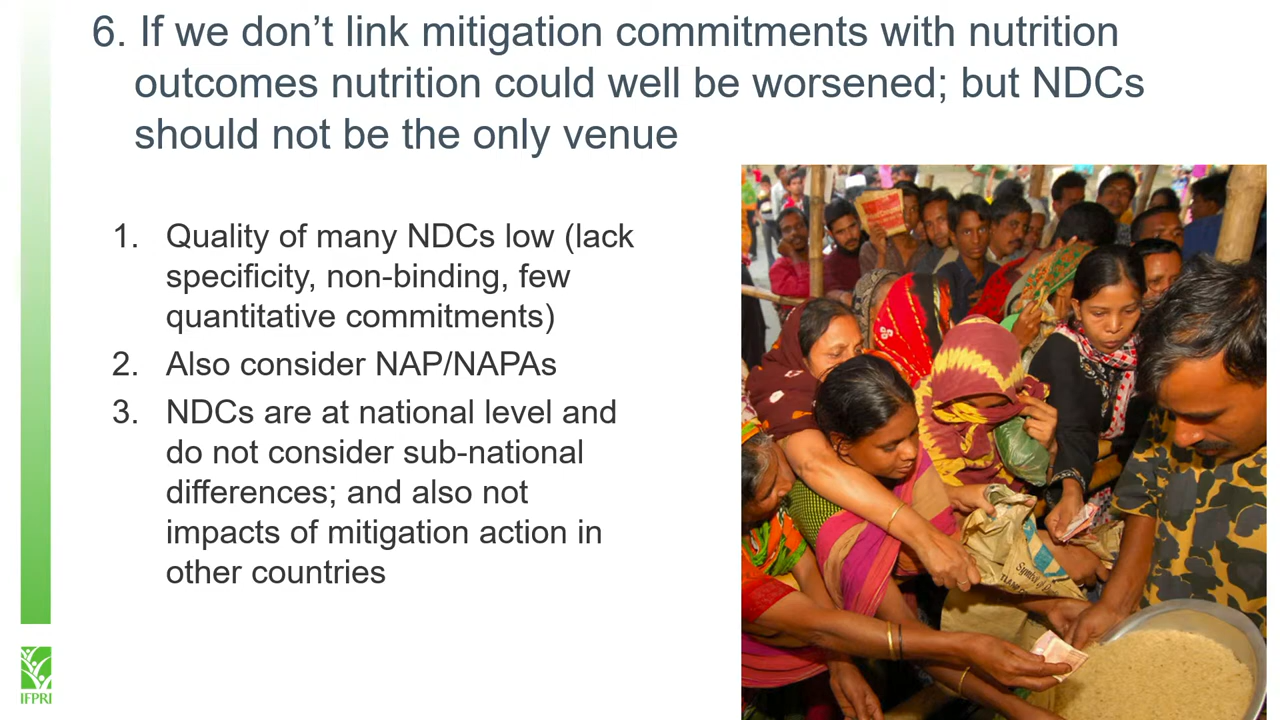 6. If we don’t link mitigation commitments with nutrition
outcomes nutrition could well be worsened; but NDCs
should not be the only venue
1. Quality of many NDCs low (lack
specificity, non-binding, few
quantitative commitments)
2. Also consider NAP/NAPAs
3. NDCs are at national level and
do not consider sub-national
differences; and also not
impacts of mitigation action in
other countries
IFPRI